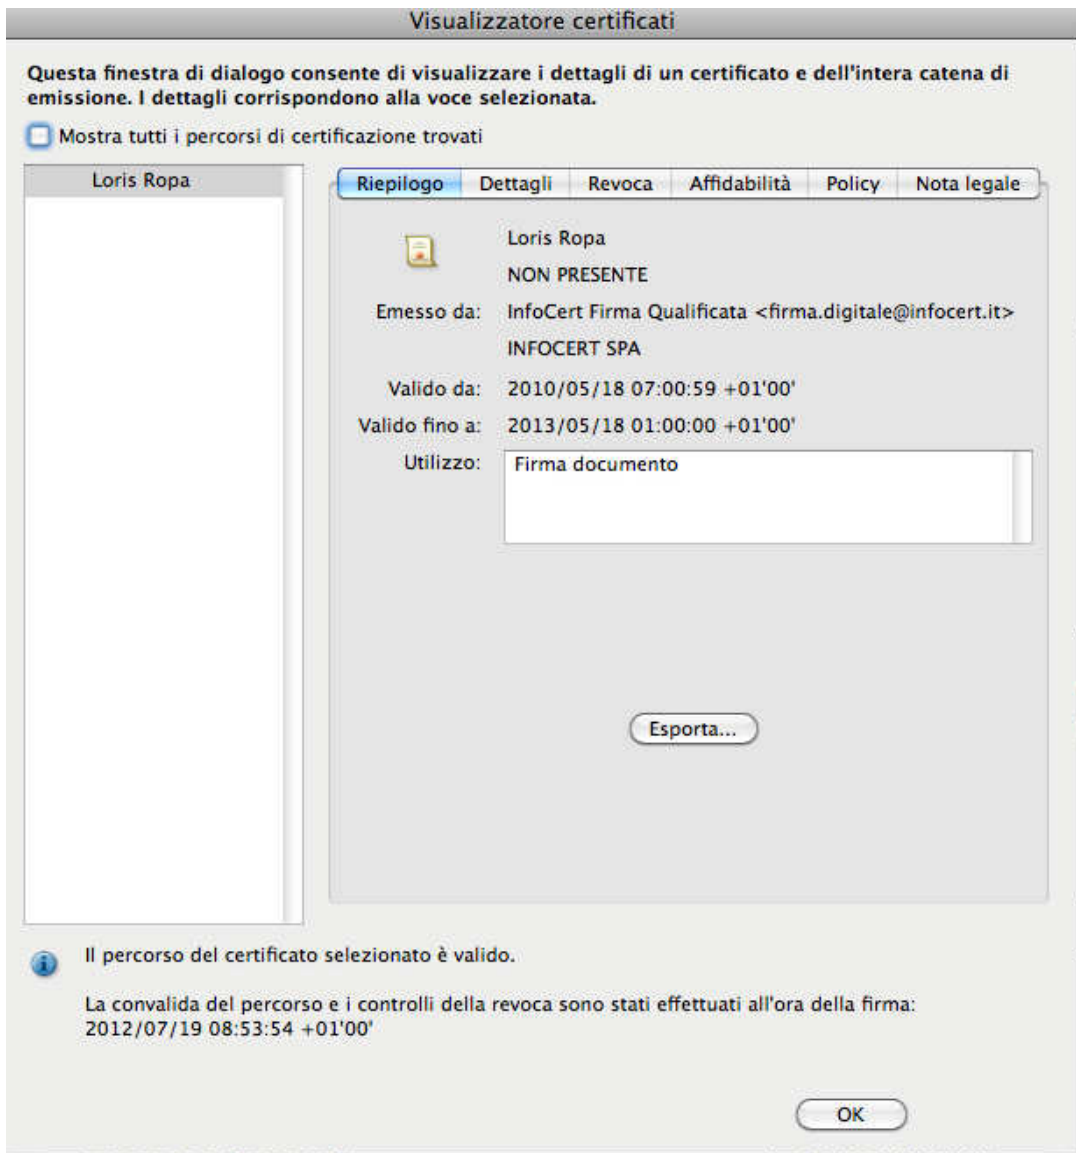 Visualizzatore certificati
Questa finestra di dialogo consente di visualizzare i dettagli di un certificato e dell'intera catena di
emissione. I dettagli corrispondono alla voce selezionata.
Mostra tutti i percorsi di certificazione trovati
Loris Ropa
Riepilogo Dettagli Revoca Affidabilità Policy Nota legale
Loris Ropa
NON PRESENTE
Emesso da: InfoCert Firma Qualificata <firma.digitale@infocert.it>
INFOCERT SPA
Valido da: 2010/05/18 07:00:59 +01'00'
Valido fino a: 2013/05/18 01:00:00 +01'00'
Utilizzo: Firma documento
Esporta...
Il percorso del certificato selezionato è valido.
La convalida del percorso e i controlli della revoca sono stati effettuati all'ora della firma:
2012/07/19 08:53:54 +01'00'
OK